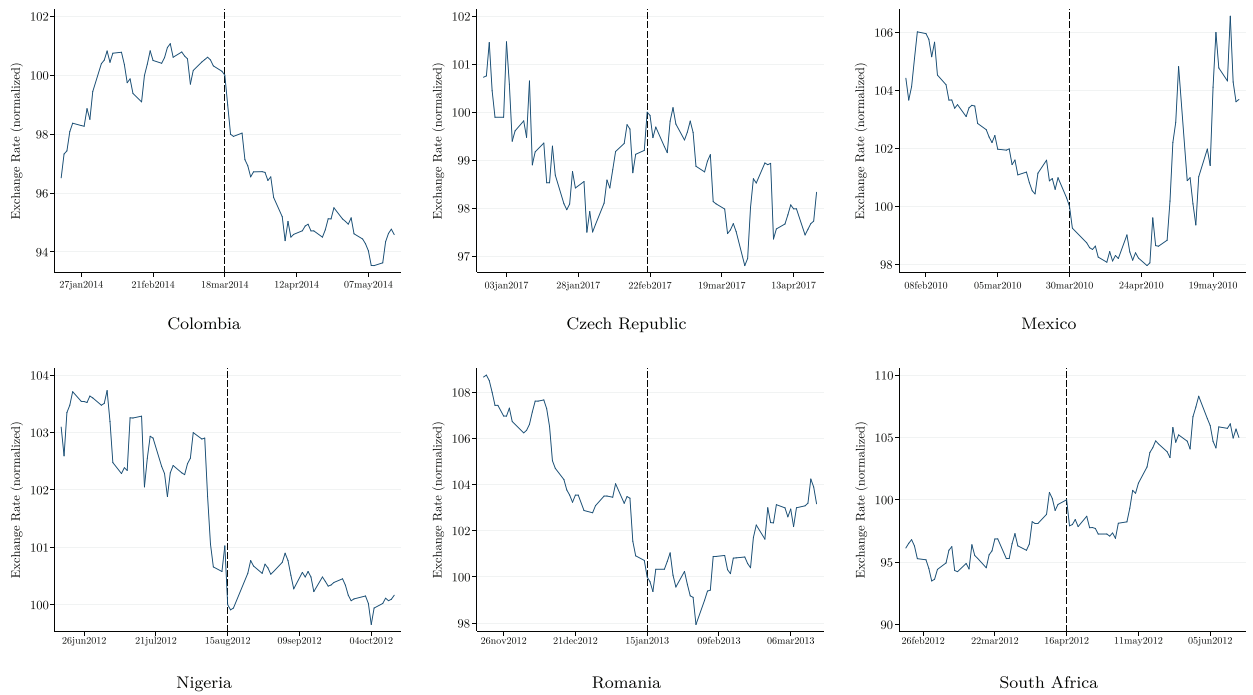 Exchange Rate (normalized)
102
100
98
96
94
27jan2014 21feb2014 18mar2014 12apr2014 07may2014
Colombia
Exchange Rate (normalized)
102
101
100
99
98
97
03jan2017 28jan2017 22feb2017 19mar2017 13apr2017
Czech Republic
Exchange Rate (normalized)
106
104
102
100
98
08feb2010 05mar2010 30mar2010 24apr2010 19may2010
Mexico
Exchange Rate (normalized)
104
103
102
101
100
26jun2012 21jul2012 15aug2012 09sep2012 04oct2012
Nigeria
Exchange Rate (normalized)
108
106
104
102
100
98
26nov2012 21dec2012 15jan2013 09feb2013 06mar2013
Romania
Exchange Rate (normalized)
110
105
100
95
90
26feb2012 22mar2012 16apr2012 11may2012 05jun2012
South Africa